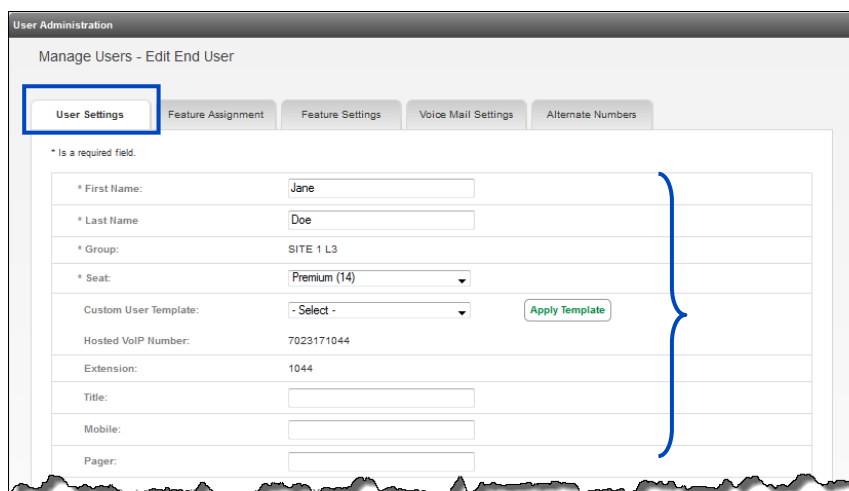 User Administration
Manage Users - Edit End User
User Settings Feature Assignment Feature Settings Voice Mail Settings Alternate Numbers
* Is a required field.
* First Name: Jane
* Last Name Doe
* Group: SITE 1 L3
* Seat: Premium (14)
Custom User Template: - Select - Apply Template
Hosted VoIP Number: 7023171044
Extension: 1044
Title:
Mobile:
Pager: